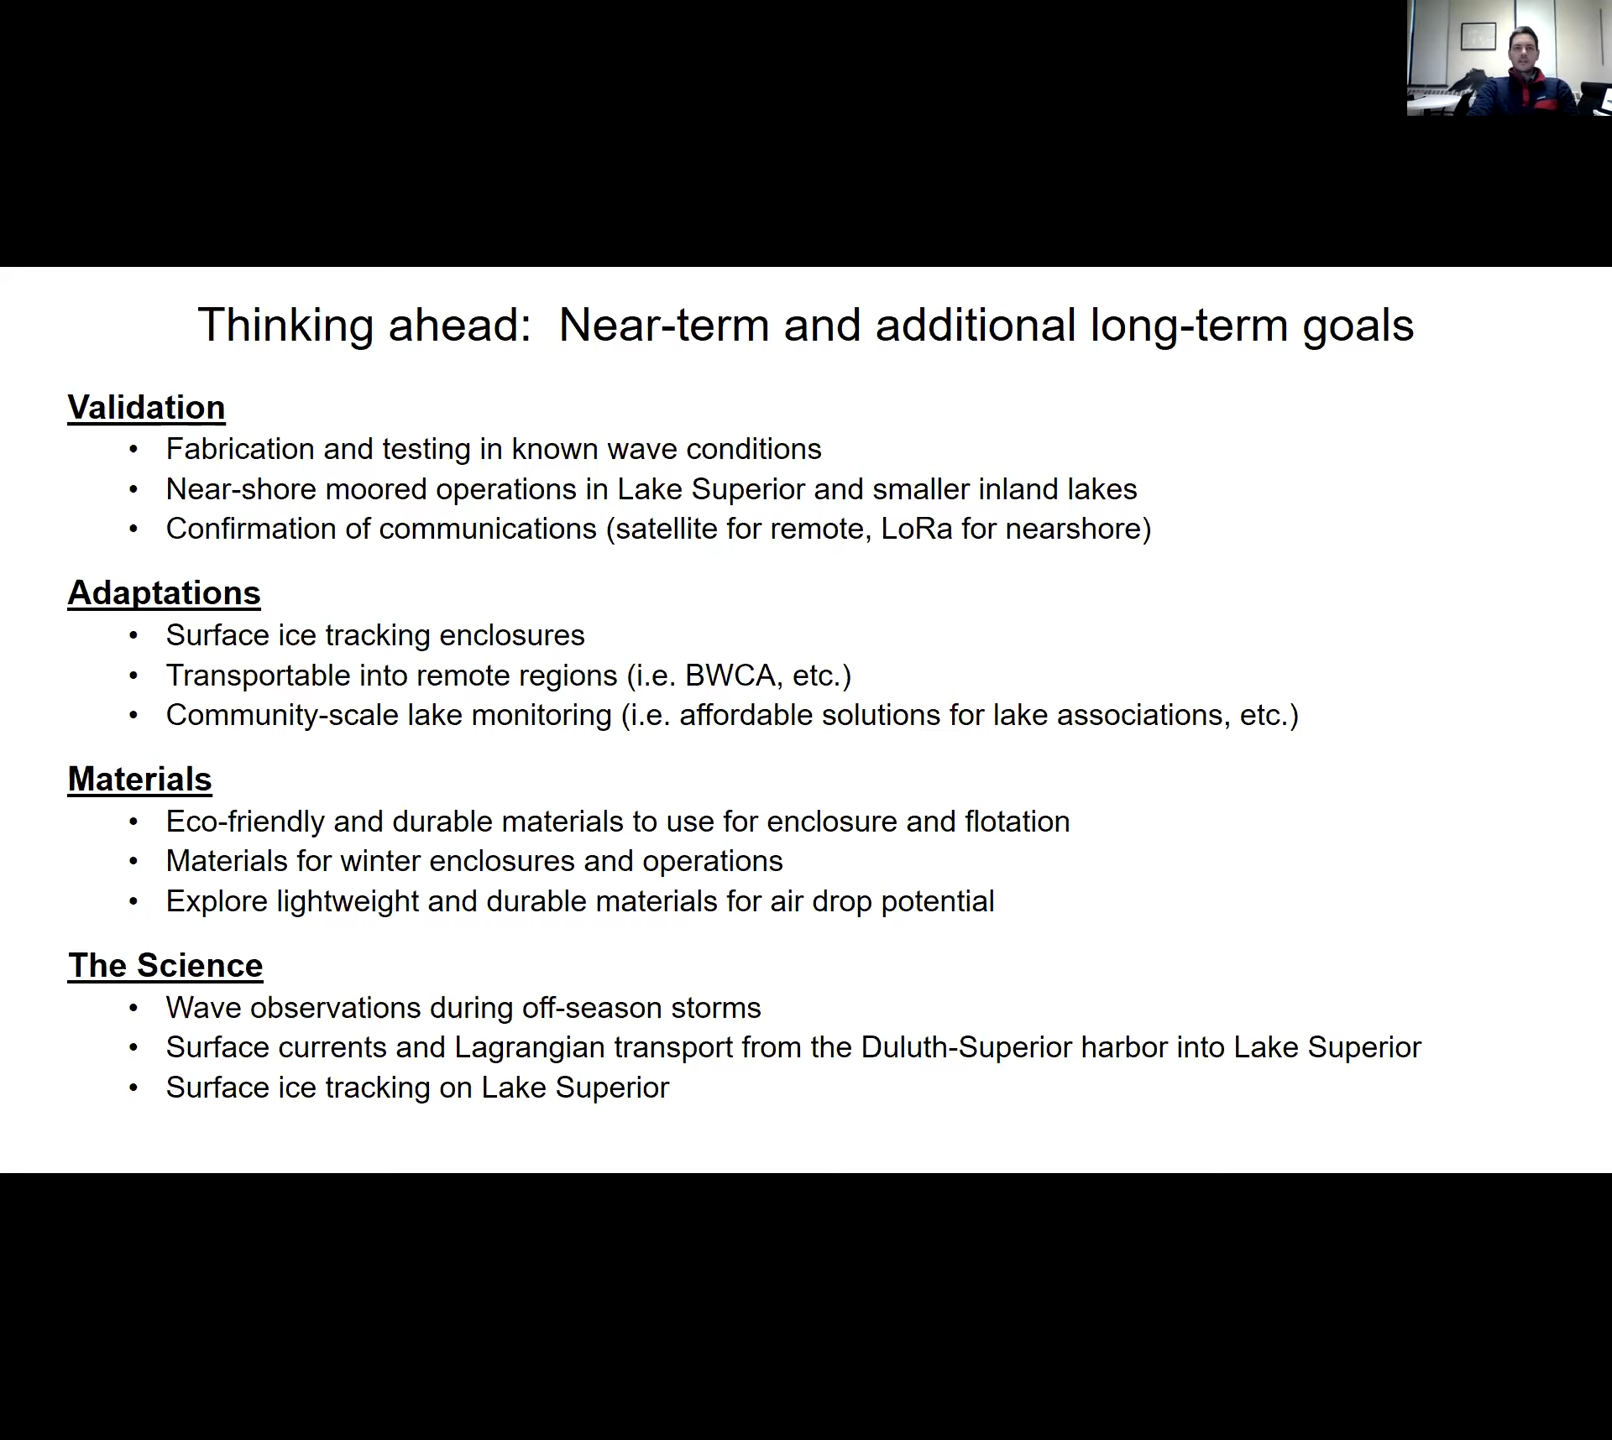 Thinking ahead: Near-term and additional long-term goals
Validation
• Fabrication and testing in known wave conditions
• Near-shore moored operations in Lake Superior and smaller inland lakes
• Confirmation of communications (satellite for remote, LoRa for nearshore)
Adaptations
• Surface ice tracking enclosures
• Transportable into remote regions (i.e. BWCA, etc.)
• Community-scale lake monitoring (i.e. affordable solutions for lake associations, etc.)
Materials
• Eco-friendly and durable materials to use for enclosure and flotation
• Materials for winter enclosures and operations
• Explore lightweight and durable materials for air drop potential
The Science
• Wave observations during off-season storms
• Surface currents and Lagrangian transport from the Duluth-Superior harbor into Lake Superior
• Surface ice tracking on Lake Superior